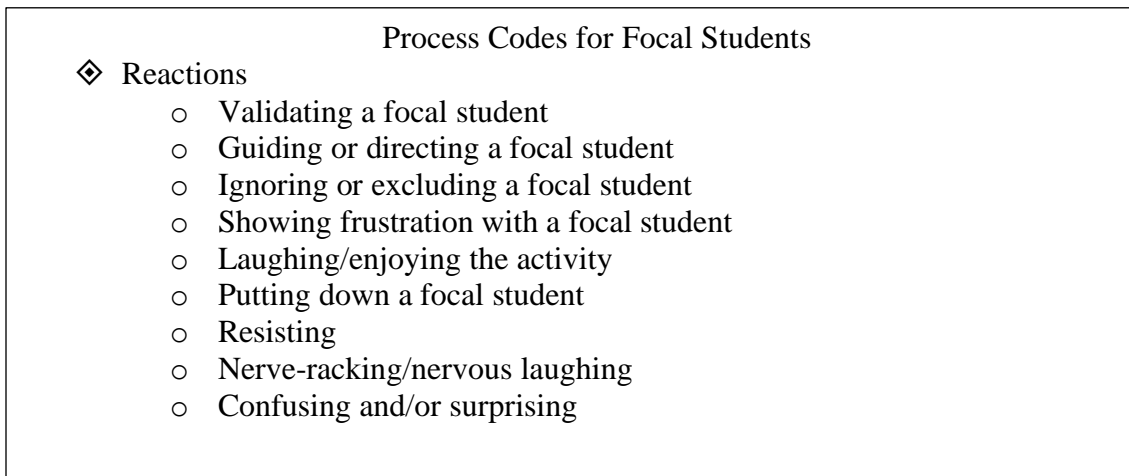 Process Codes for Focal Students
❖ Reactions
o Validating a focal student
o Guiding or directing a focal student
o Ignoring or excluding a focal student
o Showing frustration with a focal student
o Laughing/enjoying the activity
o Putting down a focal student
o Resisting
o Nerve-racking/nervous laughing
o Confusing and/or surprising